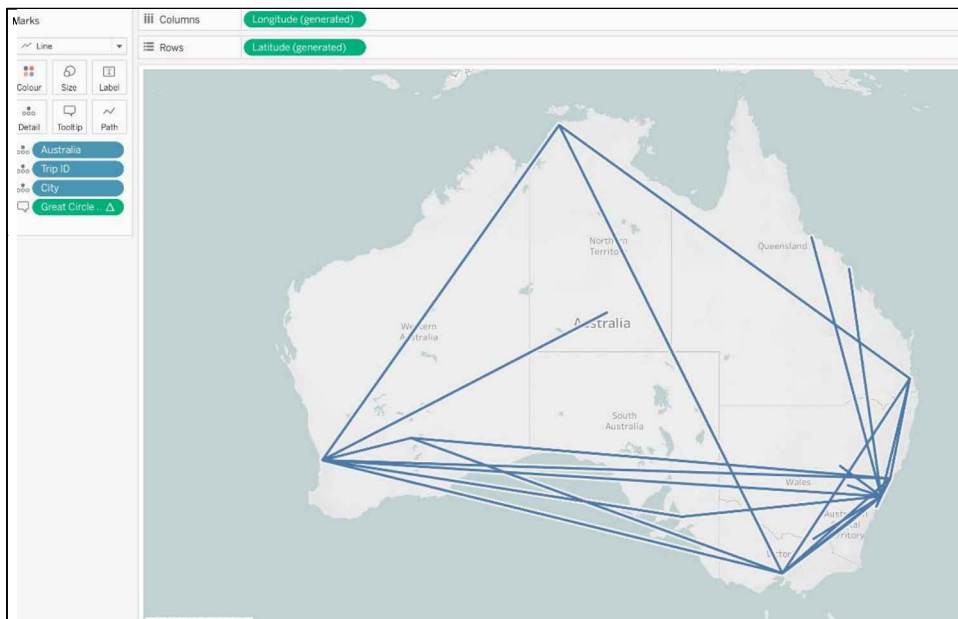 Marks
Columns
Longitude (generated)
Rows
Latitude (generated)
Line
Colour
Size
Label
Detail
Tooltip
Path
Australia
Trip ID
City
Great Circle ..
Northern
Territory
Queensland
Western
Australia
Australia
South
Australia
Wales
Territory